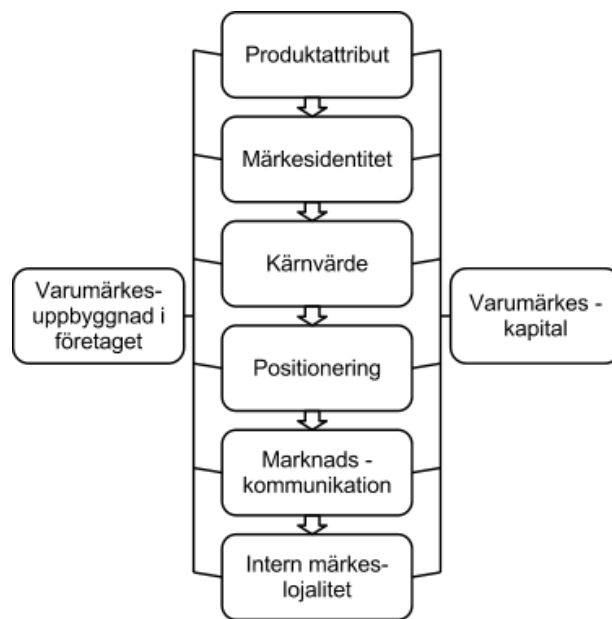 Produktattribut
Märkesidentitet
Kärnvärde
Varumärkes-
uppbyggnad i
företaget
Varumärkes -
kapital
Positionering
Marknads -
kommunikation
Intern märkes-
lojalitet